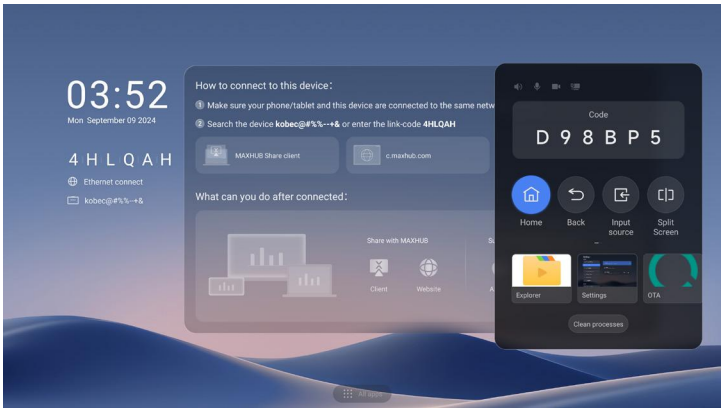 03:52
Mon September 09 2024
4HLQAH
Ethernet connect
kobec@#%%--+&
How to connect to this device:
1 Make sure your phone/tablet and this device are connected to the same netw
2 Search the device kobec@#%%--+& or enter the link-code 4HLQAH
MAXHUB Share client
c.maxhub.com
What can you do after connected:
Share with MAXHUB
Client
Website
Code
D98BP5
Home
Back
Input
source
Split
Screen
Explorer
Settings
OTA
Clean processes
All apps